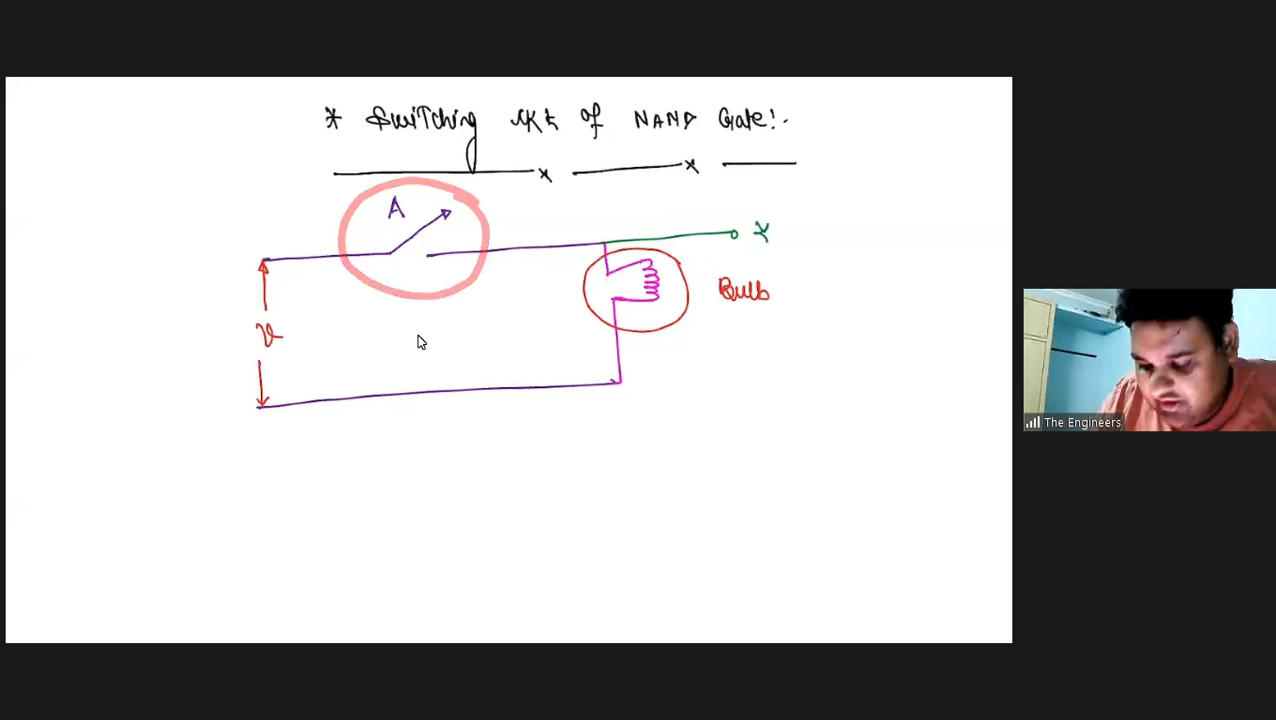 * Switching ckt of NAND Gate:-
A
Y
Bulb
V
The Engineers